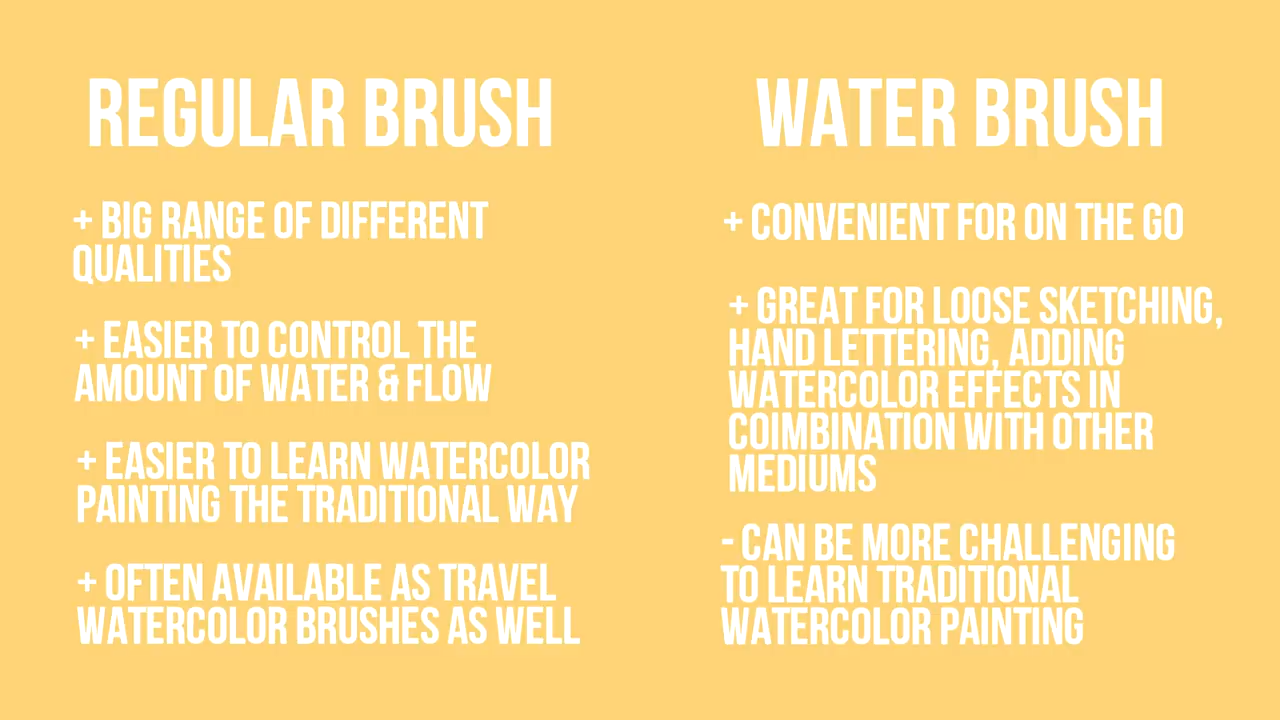 REGULAR BRUSH
+ BIG RANGE OF DIFFERENT
QUALITIES
+ EASIER TO CONTROL THE
AMOUNT OF WATER & FLOW
+ EASIER TO LEARN WATERCOLOR
PAINTING THE TRADITIONAL WAY
+ OFTEN AVAILABLE AS TRAVEL
WATERCOLOR BRUSHES AS WELL
WATER BRUSH
+ CONVENIENT FOR ON THE GO
+ GREAT FOR LOOSE SKETCHING,
HAND LETTERING, ADDING
WATERCOLOR EFFECTS IN
COIMBINATION WITH OTHER
MEDIUMS
- CAN BE MORE CHALLENGING
TO LEARN TRADITIONAL
WATERCOLOR PAINTING